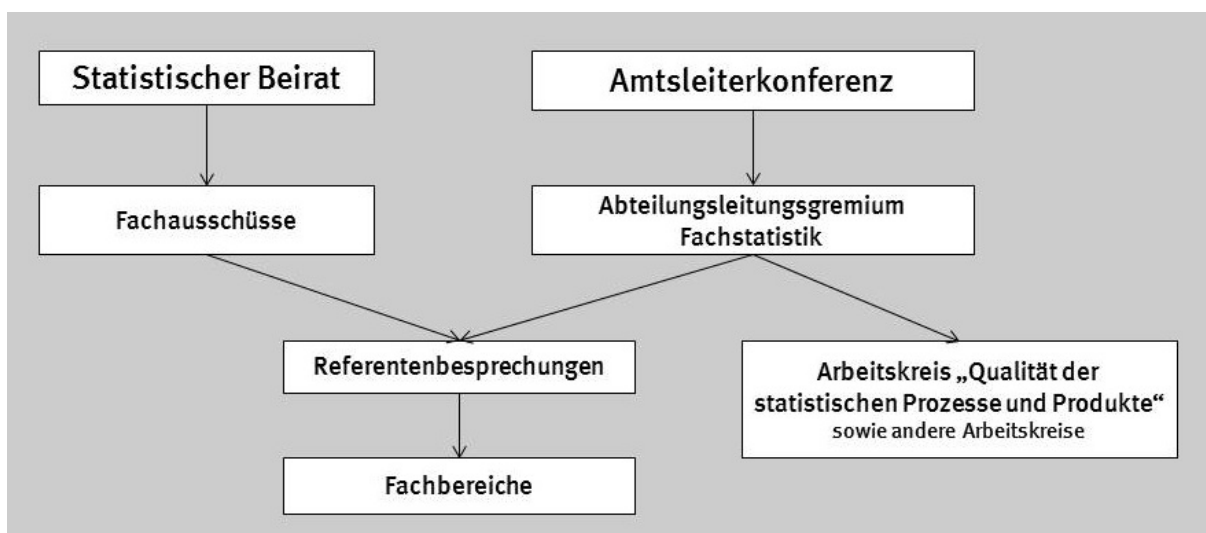 Statistischer Beirat
Amtsleiterkonferenz
Fachausschüsse
Abteilungsleitungsgremium
Fachstatistik
Referentenbesprechungen
Arbeitskreis „Qualität der
statistischen Prozesse und Produkte“
sowie andere Arbeitskreise
Fachbereiche